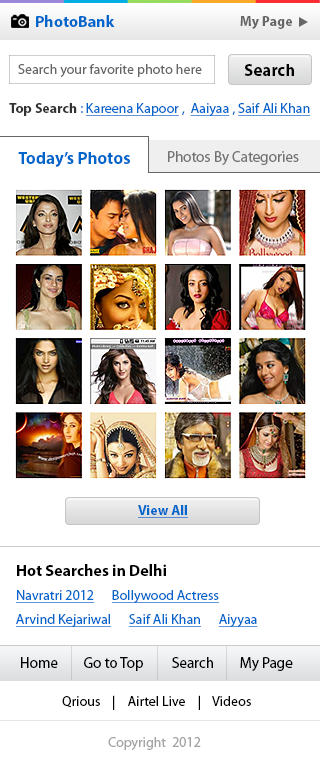 PhotoBank
My Page ▶
Search your favorite photo here
Search
Top Search : Kareena Kapoor , Aaiyaa , Saif Ali Khan
Today's Photos
Photos By Categories
View All
Hot Searches in Delhi
Navratri 2012 Bollywood Actress
Arvind Kejariwal Saif Ali Khan Aiyyaa
Home Go to Top Search My Page
Qrious | Airtel Live | Videos
Copyright 2012